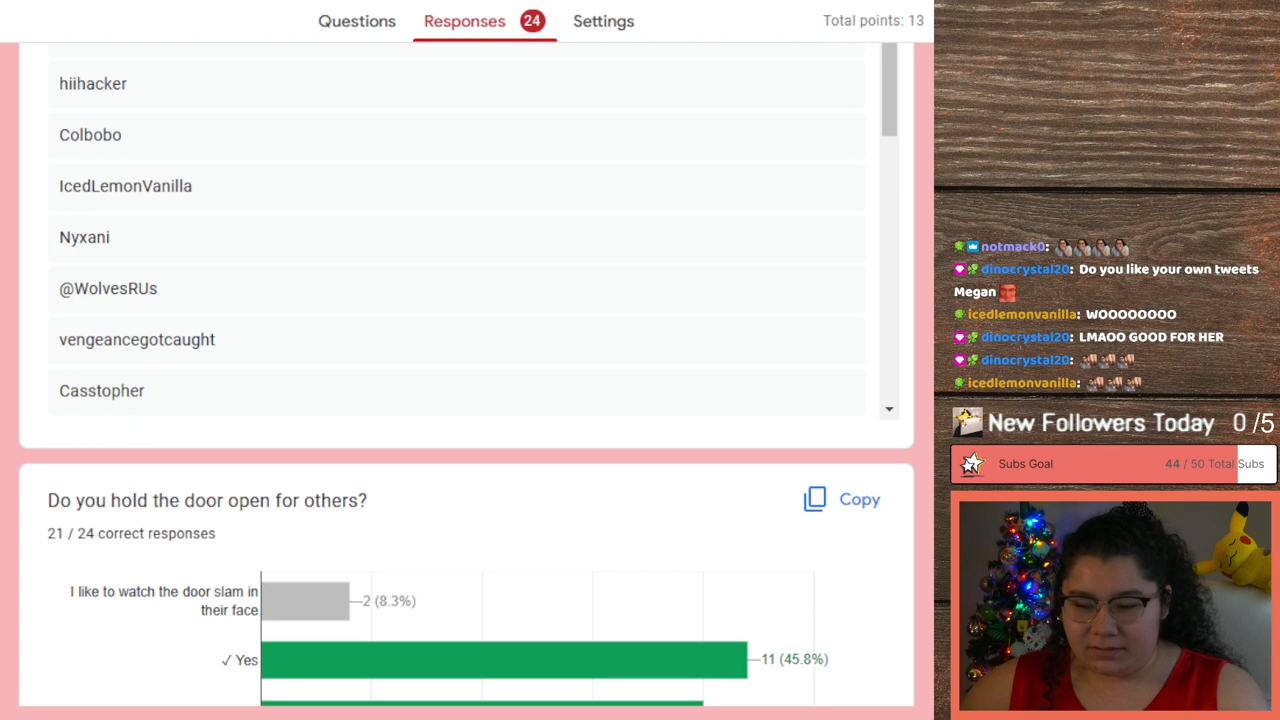 Questions
Responses 24
Settings
Total points: 13
hiihacker
Colbobo
IcedLemonVanilla
Nyxani
@WolvesRUs
vengeancegotcaught
Casstopher
Do you hold the door open for others?
Copy
21 / 24 correct responses
I like to watch the door slam in
their face
2 (8.3%)
✓ Yes
11 (45.8%)
notmack0:
dinocrystal20: Do you like your own tweets
Megan
icedlemonvanilla: WOOOOOOOO
dinocrystal20: LMAOO GOOD FOR HER
dinocrystal20:
icedlemonvanilla:
New Followers Today 0 /5
Subs Goal 44 / 50 Total Subs